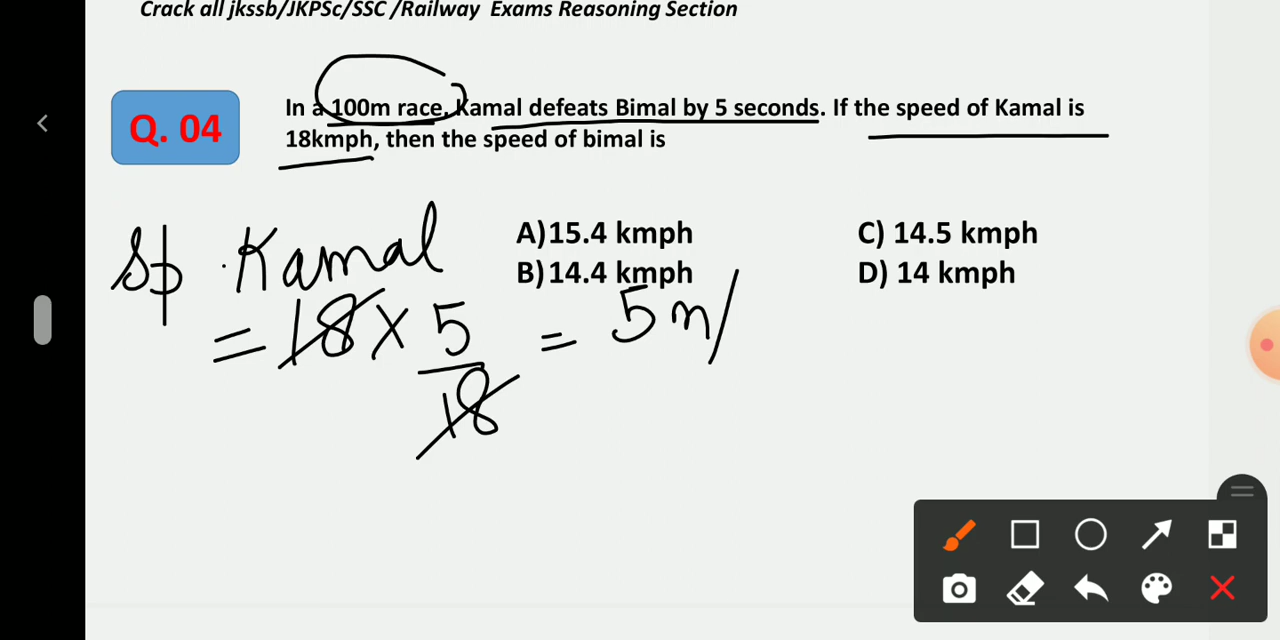 Crack all jkssb/JKPSc/SSC /Railway Exams Reasoning Section
Q. 04
In a 100m race, Kamal defeats Bimal by 5 seconds. If the speed of Kamal is
18kmph, then the speed of bimal is
A)15.4 kmph
B)14.4 kmph
C) 14.5 kmph
D) 14 kmph
Sp . Kamal
= 18 × 5/18 = 5 m/